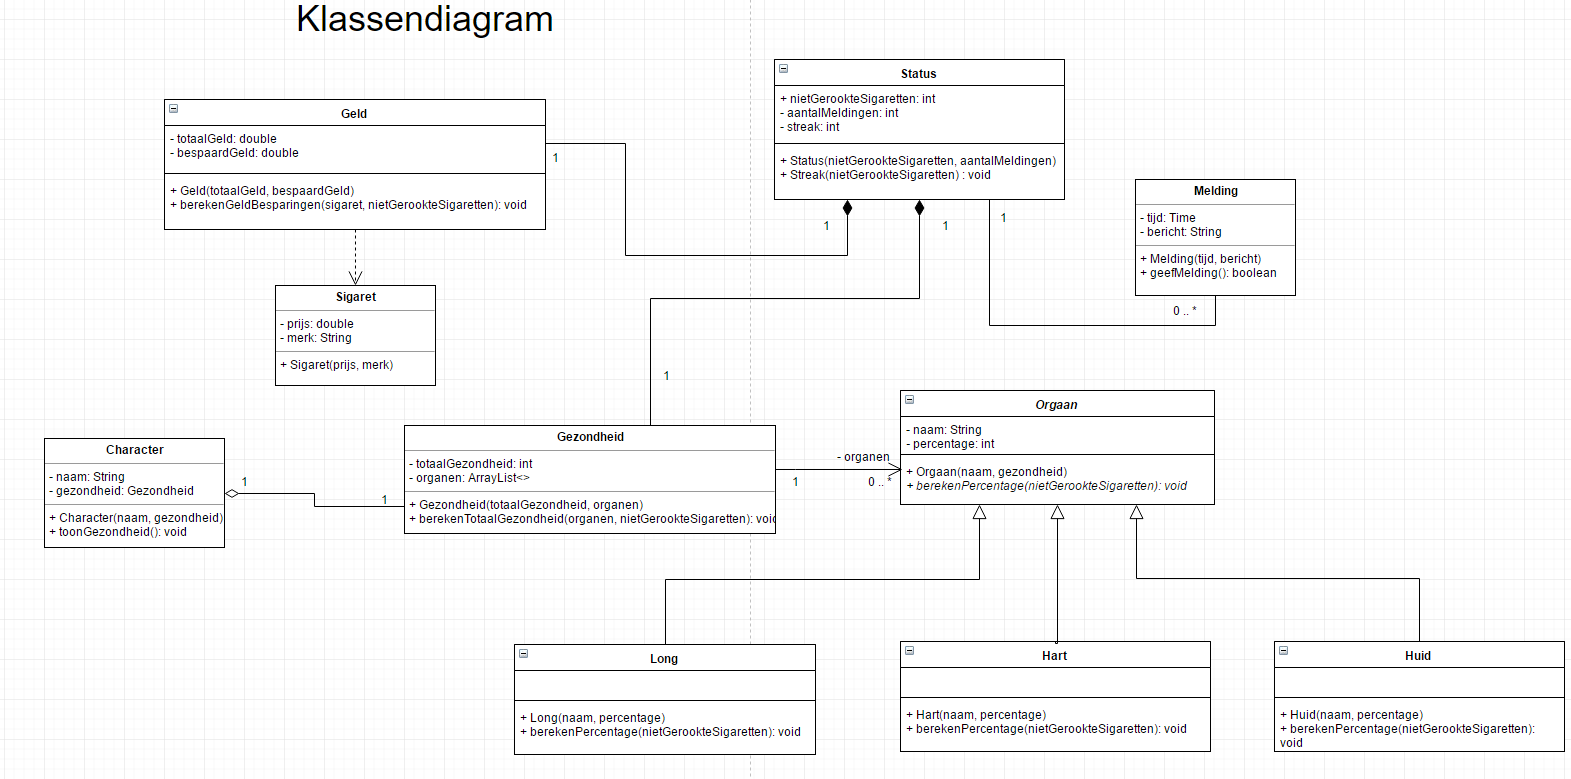 Klassendiagram
Status
+ nietGerookteSigaretten: int
- aantalMeldingen: int
- streak: int
+ Status(nietGerookteSigaretten, aantalMeldingen)
+ Streak(nietGerookteSigaretten) : void
Geld
- totaalGeld: double
- bespaardGeld: double
+ Geld(totaalGeld, bespaardGeld)
+ berekenGeldBesparingen(sigaret, nietGerookteSigaretten): void
1
1
1
1
Melding
- tijd: Time
- bericht: String
+ Melding(tijd, bericht)
+ geefMelding(): boolean
0 .. *
Sigaret
- prijs: double
- merk: String
+ Sigaret(prijs, merk)
1
Orgaan
- naam: String
- percentage: int
+ Orgaan(naam, gezondheid)
+ berekenPercentage(nietGerookteSigaretten): void
Character
- naam: String
- gezondheid: Gezondheid
+ Character(naam, gezondheid)
+ toonGezondheid(): void
1
1
Gezondheid
- totaalGezondheid: int
- organen: ArrayList<>
+ Gezondheid(totaalGezondheid, organen)
+ berekenTotaalGezondheid(organen, nietGerookteSigaretten): void
- organen
1
0 .. *
Long
+ Long(naam, percentage)
+ berekenPercentage(nietGerookteSigaretten): void
Hart
+ Hart(naam, percentage)
+ berekenPercentage(nietGerookteSigaretten): void
Huid
+ Huid(naam, percentage)
+ berekenPercentage(nietGerookteSigaretten):
void